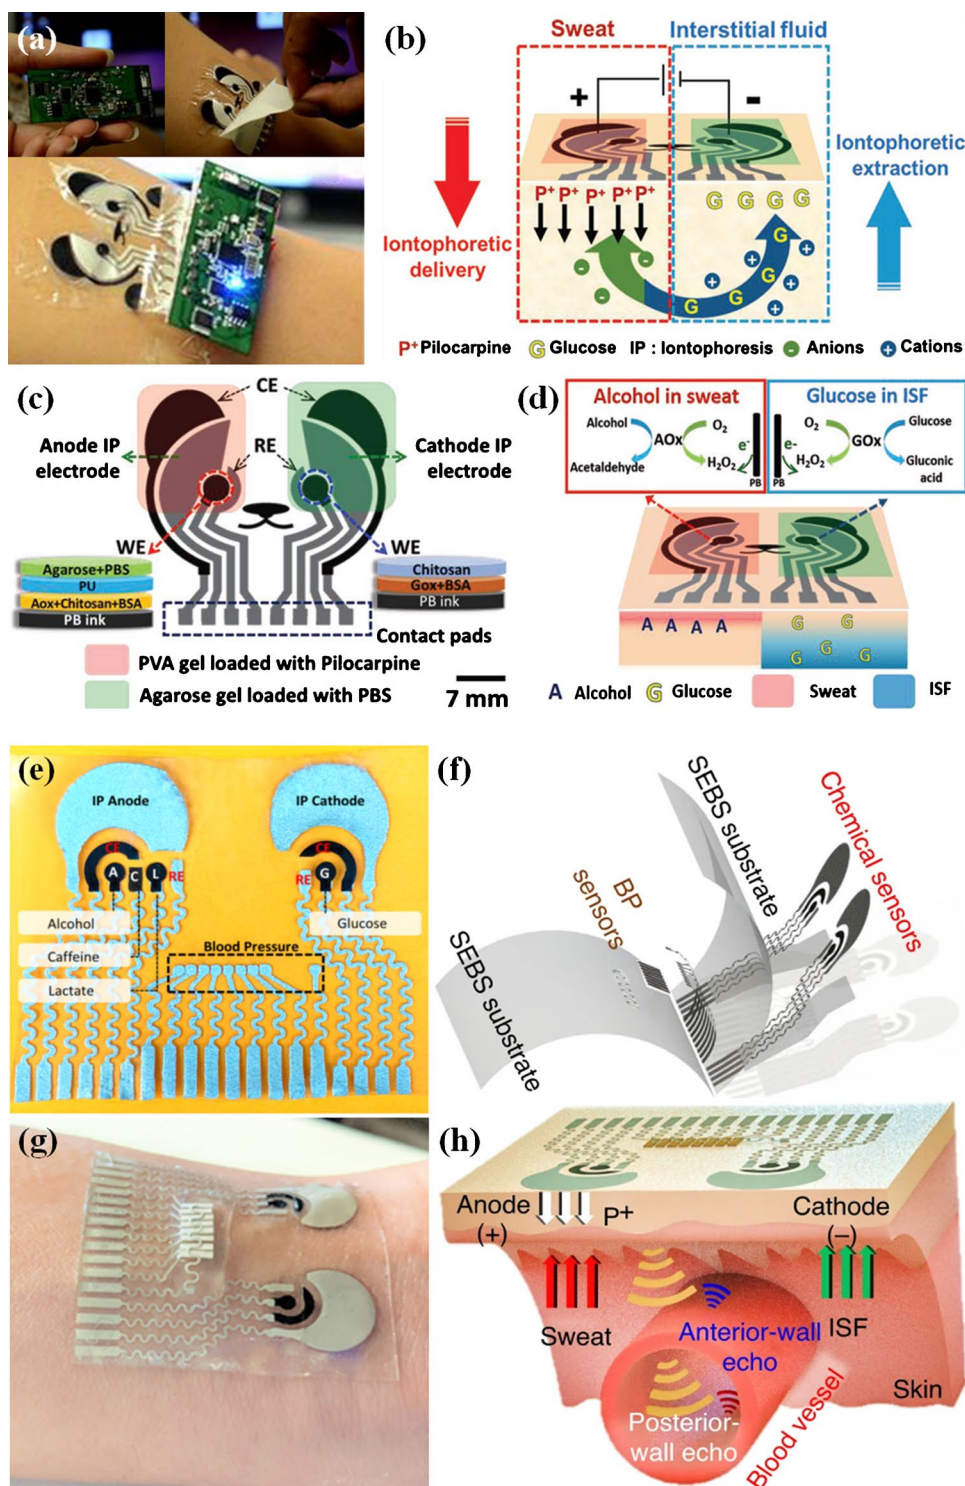 (a)
(b)
Sweat
Interstitial fluid
+
-
Iontophoretic
delivery
Iontophoretic
extraction
P+ P+ P+ P+ P+
G G G G
G
G
G
G
P+ Pilocarpine G Glucose IP : Iontophoresis - Anions + Cations
(c)
CE
Anode IP
electrode
RE
Cathode IP
electrode
WE
WE
Agarose+PBS
PU
Aox+Chitosan+BSA
PB ink
Chitosan
Gox+BSA
PB ink
Contact pads
PVA gel loaded with Pilocarpine
Agarose gel loaded with PBS
7 mm
(d)
Alcohol in sweat
Glucose in ISF
Alcohol
AOx
O2
Acetaldehyde
H2O2
e-
PB
O2
GOx
Glucose
e-
H2O2
Gluconic
acid
PB
A A A A
G G
G G
G
A Alcohol G Glucose Sweat ISF
(e)
IP Anode
IP Cathode
CE
A C L RE
CE
RE G
Alcohol
Caffeine
Lactate
Glucose
Blood Pressure
(f)
SEBS substrate
BP
sensors
SEBS substrate
Chemical sensors
(g)
(h)
Anode
(+)
P+
Cathode
(–)
Sweat
Anterior-wall
echo
ISF
Posterior-
wall echo
Blood vessel
Skin